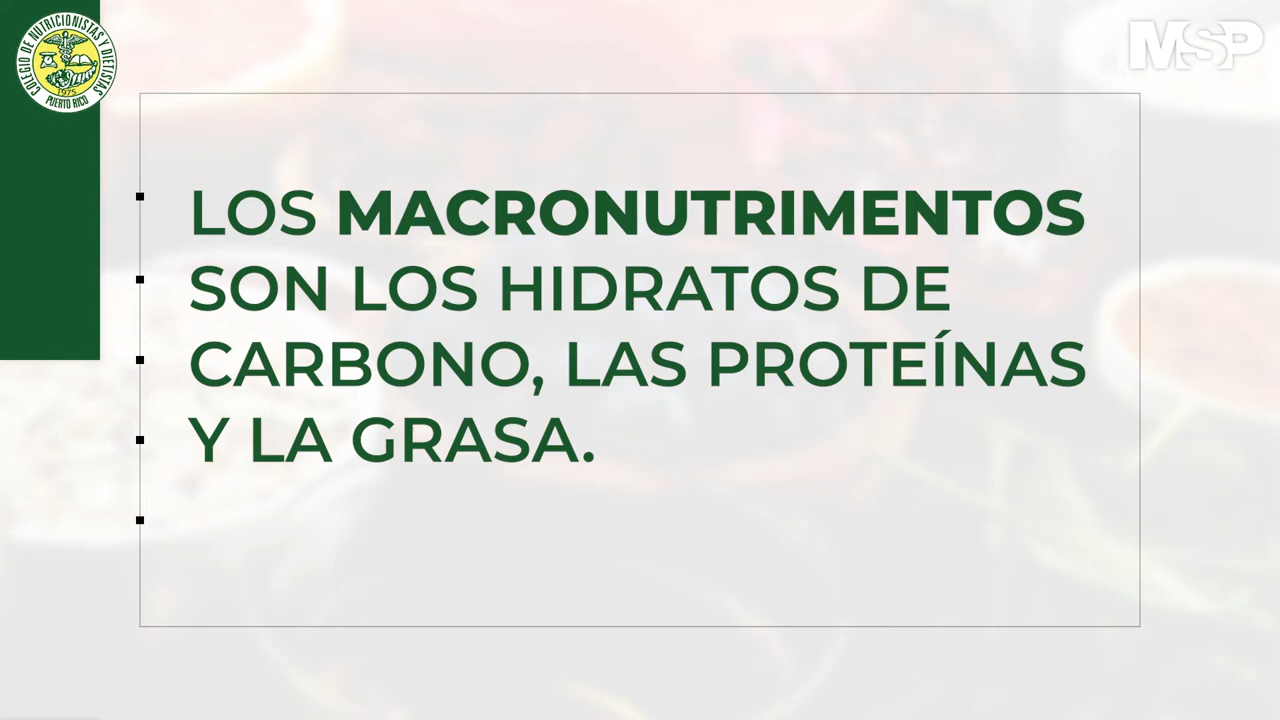 COLEGIO DE NUTRICIONISTAS Y DIETISTAS
1975
PUERTO RICO
MSP
LOS MACRONUTRIMENTOS
SON LOS HIDRATOS DE
CARBONO, LAS PROTEÍNAS
Y LA GRASA.